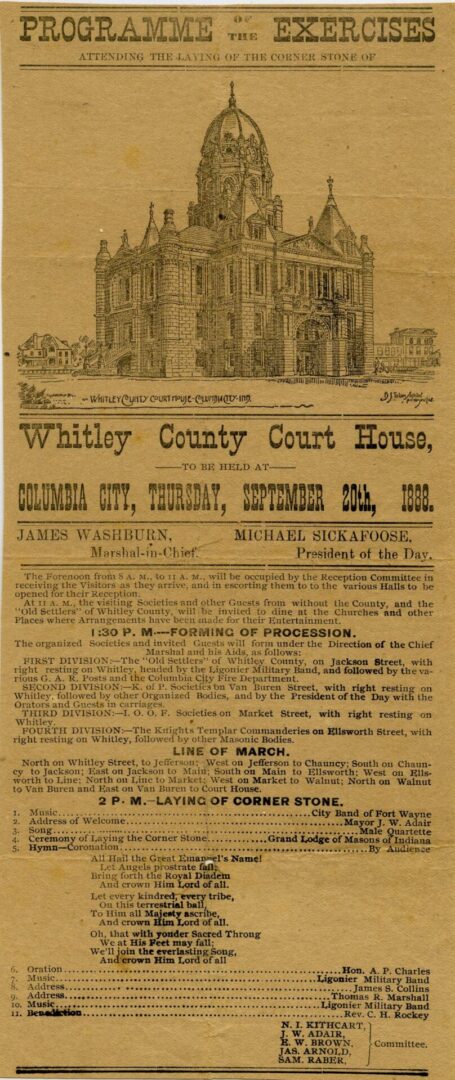 PROGRAMME OF THE EXERCISES
ATTENDING THE LAYING OF THE CORNER STONE OF
WHITLEY COUNTY COURT HOUSE-COLUMBIA CITY-IND.
Whitley County Court House,
—TO BE HELD AT—
COLUMBIA CITY, THURSDAY, SEPTEMBER 20th, 1888.
JAMES WASHBURN, MICHAEL SICKAFOOSE,
Marshal-in-Chief. President of the Day.
The Forenoon from 8 A. M., to 11 A. M., will be occupied by the Reception Committee in
receiving the Visitors as they arrive, and in escorting them to to the various Halls to be
opened for their Reception.
At 11 A. M., the visiting Societies and other Guests from without the County, and the
"Old Settlers" of Whitley County, will be invited to dine at the Churches and other
Places where Arrangements have been made for their Entertainment.
1:30 P. M.—FORMING OF PROCESSION.
The organized Societies and invited Guests will form under the Direction of the Chief
Marshal and his Aids, as follows:
FIRST DIVISION:—The "Old Settlers" of Whitley County, on Jackson Street, with
right resting on Whitley, headed by the Ligonier Military Band, and followed by the va-
rious G. A. R. Posts and the Columbia City Fire Department.
SECOND DIVISION:—K. of P. Societies on Van Buren Street, with right resting on
Whitley, followed by other Organized Bodies, and by the President of the Day with the
Orators and Guests in carriages.
THIRD DIVISION:—I. O. O. F. Societies on Market Street, with right resting on
Whitley.
FOURTH DIVISION:—The Knights Templar Commanderies on Ellsworth Street, with
right resting on Whitley, followed by other Masonic Bodies.
LINE OF MARCH.
North on Whitley Street, to Jefferson; West on Jefferson to Chauncy; South on Chaun-
cy to Jackson; East on Jackson to Main; South on Main to Ellsworth; West on Ells-
worth to Line; North on Line to Market; West on Market to Walnut; North on Walnut
to Van Buren and East on Van Buren to Court House.
2 P. M.—LAYING OF CORNER STONE.
1. Music City Band of Fort Wayne
2. Address of Welcome Mayor J. W. Adair
3. Song Male Quartette
4. Ceremony of Laying the Corner Stone Grand Lodge of Masons of Indiana
5. Hymn—Coronation By Audience
All Hail the Great Emanuel's Name!
Let Angels prostrate fall;
Bring forth the Royal Diadem
And crown Him Lord of all.
Let every kindred, every tribe,
On this terrestrial ball,
To Him all Majesty ascribe,
And crown Him Lord of all.
Oh, that with yonder Sacred Throng
We at His Feet may fall;
We'll join the everlasting Song,
And crown Him Lord of all
6. Oration Hon. A. P. Charles
7. Music Ligonier Military Band
8. Address James S. Collins
9. Address Thomas R. Marshall
10. Music Ligonier Military Band
11. Benediction Rev. C. H. Rockey
N. I. KITHCART,
J. W. ADAIR,
E. W. BROWN,
JAS. ARNOLD,
SAM. RABER,
Committee.